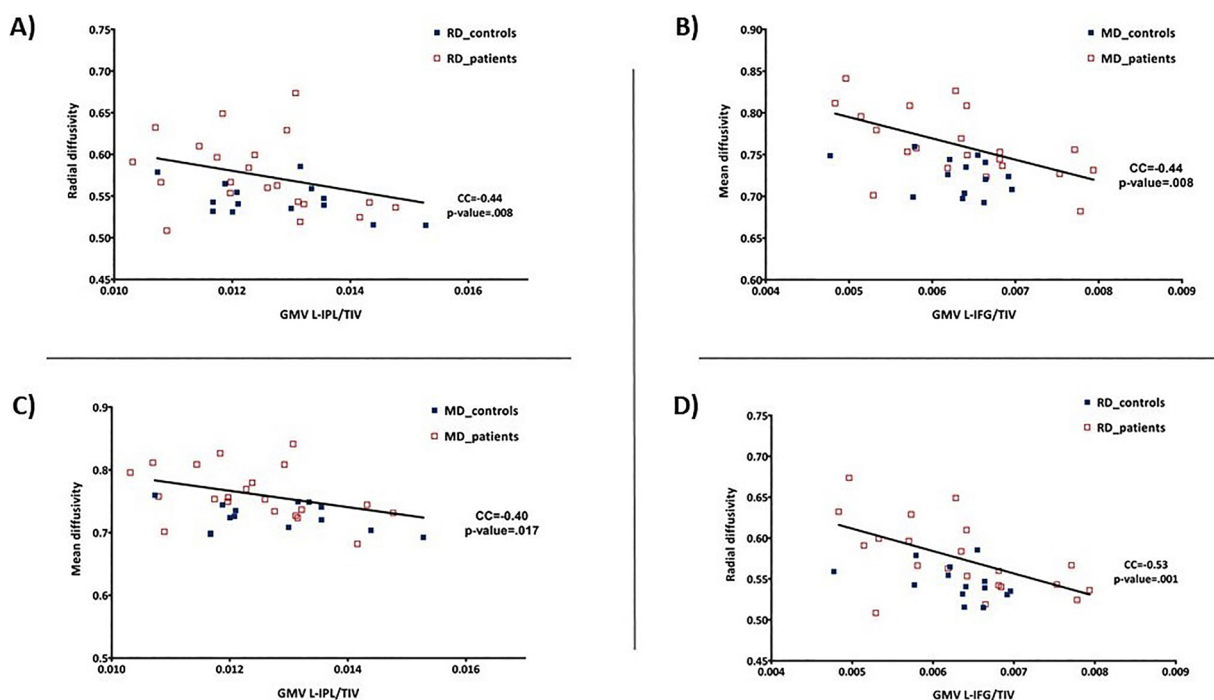 A)
RD_controls
RD_patients
0.75
0.70
0.65
0.60
0.55
0.50
0.45
Radial diffusivity
CC=-0.44
p-value=.008
0.010
0.012
0.014
0.016
GMV L-IPL/TIV
B)
MD_controls
MD_patients
0.90
0.85
0.80
0.75
0.70
0.65
0.60
Mean diffusivity
CC=-0.44
p-value=.008
0.004
0.005
0.006
0.007
0.008
0.009
GMV L-IFG/TIV
C)
MD_controls
MD_patients
0.9
0.8
0.7
0.6
0.5
Mean diffusivity
CC=-0.40
p-value=.017
0.010
0.012
0.014
0.016
GMV L-IPL/TIV
D)
RD_controls
RD_patients
0.75
0.70
0.65
0.60
0.55
0.50
0.45
Radial diffusivity
CC=-0.53
p-value=.001
0.004
0.005
0.006
0.007
0.008
0.009
GMV L-IFG/TIV